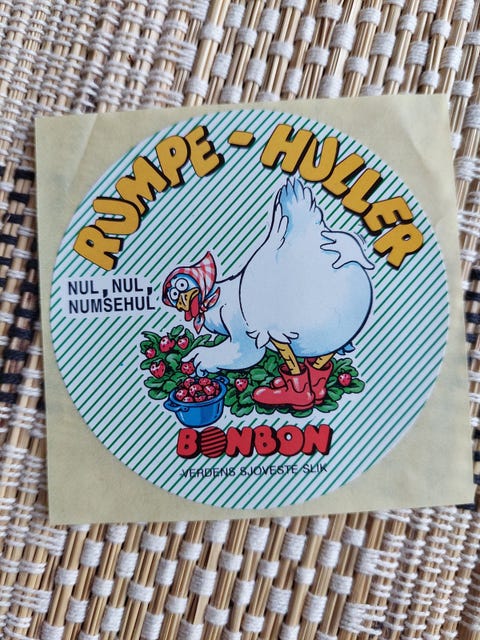 RUMPE-HULLER
NUL, NUL,
NUMSEHUL
BONBON
VERDENS SJOVESTE SLIK